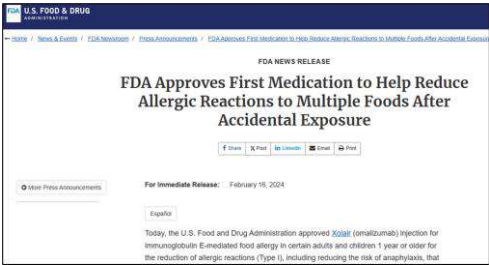 FDA U.S. FOOD & DRUG
ADMINISTRATION
← Home / News & Events / FDA Newsroom / Press Announcements / FDA Approves First Medication to Help Reduce Allergic Reactions to Multiple Foods After Accidental Exposure
FDA NEWS RELEASE
FDA Approves First Medication to Help Reduce
Allergic Reactions to Multiple Foods After
Accidental Exposure
Share Post LinkedIn Email Print
More Press Announcements
For Immediate Release: February 16, 2024
Español
Today, the U.S. Food and Drug Administration approved Xolair (omalizumab) injection for
immunoglobulin E-mediated food allergy in certain adults and children 1 year or older for
the reduction of allergic reactions (Type I), including reducing the risk of anaphylaxis, that